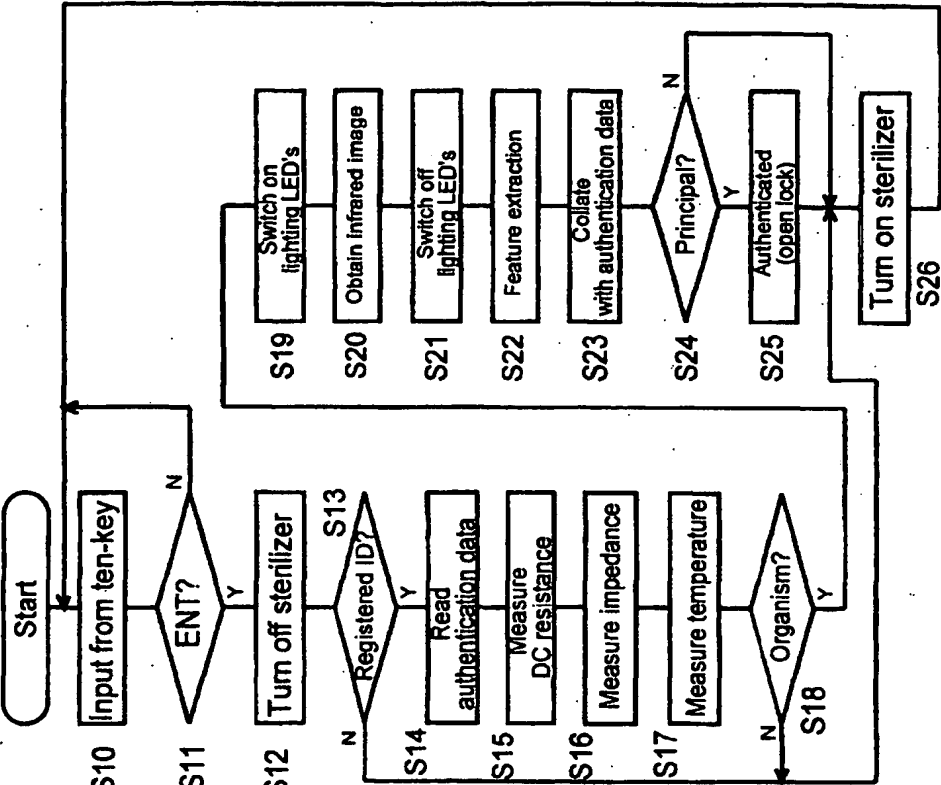 Start
S10
Input from ten-key
S11
ENT?
N
Y
S12
Turn off sterilizer
S13
Registered ID?
N
Y
S14
Read
authentication data
S15
Measure
DC resistance
S16
Measure impedance
S17
Measure temperature
S18
Organism?
N
Y
S19
Switch on
lighting LED's
S20
Obtain infrared image
S21
Switch off
lighting LED's
S22
Feature extraction
S23
Collate
with authentication data
S24
Principal?
N
Y
S25
Authenticated
(open lock)
Turn on sterilizer
S26